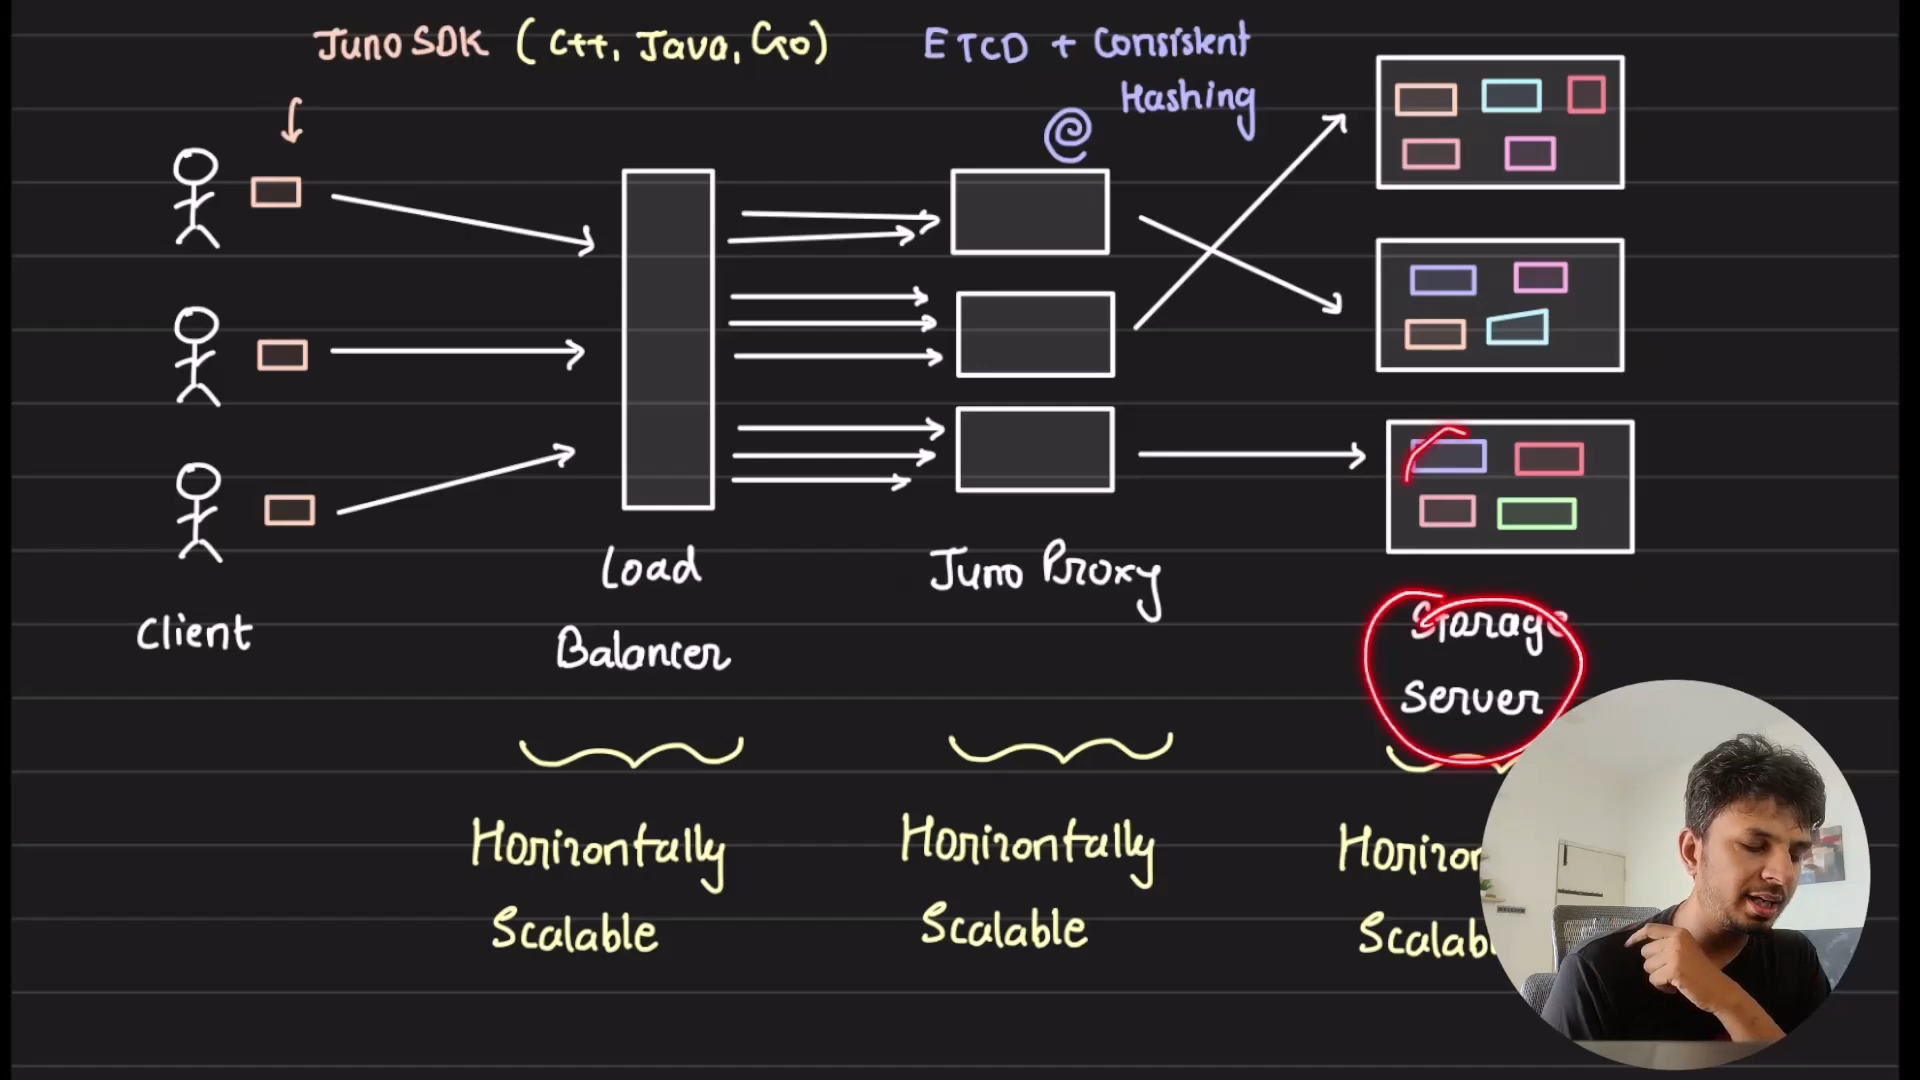 Juno SDK (C++, Java, Go)
ETCD + Consistent
Hashing
Client
Load
Balancer
Juno Proxy
Storage
Server
Horizontally
Scalable
Horizontally
Scalable